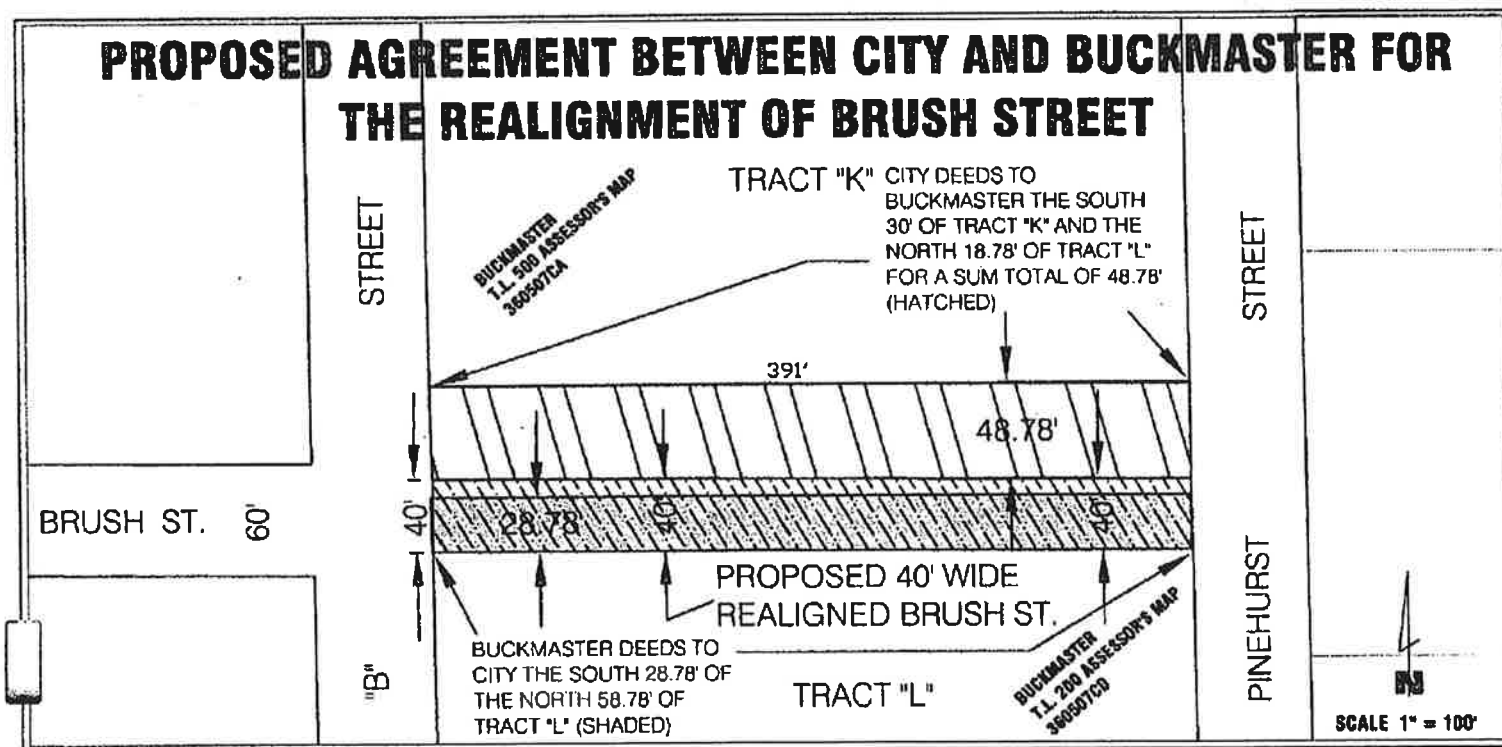 PROPOSED AGREEMENT BETWEEN CITY AND BUCKMASTER FOR
THE REALIGNMENT OF BRUSH STREET
STREET
BUCKMASTER
T.L. 500 ASSESSOR'S MAP
360507CA
TRACT "K"
CITY DEEDS TO
BUCKMASTER THE SOUTH
30' OF TRACT "K" AND THE
NORTH 18.78' OF TRACT "L"
FOR A SUM TOTAL OF 48.78'
(HATCHED)
STREET
391'
48.78'
BRUSH ST.
60'
40'
28.78'
40'
40'
PROPOSED 40' WIDE
REALIGNED BRUSH ST.
BUCKMASTER DEEDS TO
CITY THE SOUTH 28.78' OF
THE NORTH 58.78' OF
TRACT "L" (SHADED)
"B"
TRACT "L"
BUCKMASTER
T.L. 200 ASSESSOR'S MAP
360507CD
PINEHURST
N
SCALE 1" = 100'